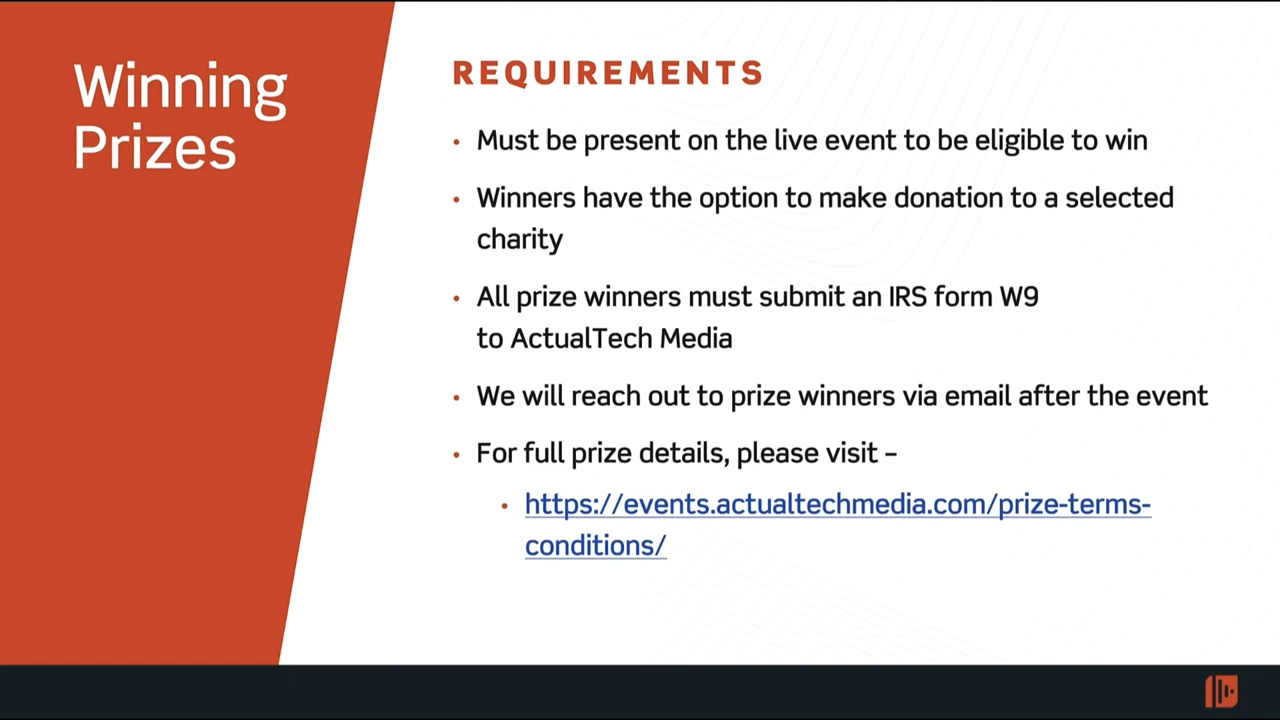 Winning
Prizes
REQUIREMENTS
• Must be present on the live event to be eligible to win
• Winners have the option to make donation to a selected
charity
• All prize winners must submit an IRS form W9
to ActualTech Media
• We will reach out to prize winners via email after the event
• For full prize details, please visit –
• https://events.actualtechmedia.com/prize-terms-
conditions/